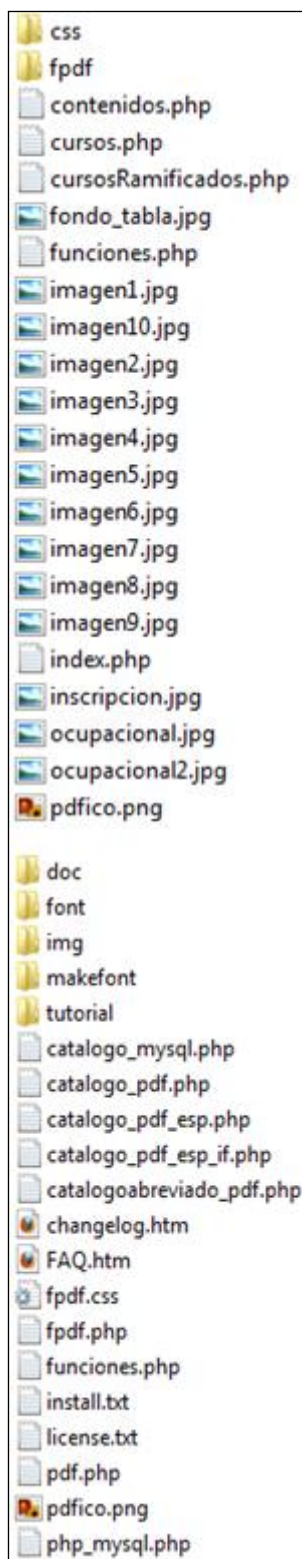 css
fpdf
contenidos.php
cursos.php
cursosRamificados.php
fondo_tabla.jpg
funciones.php
imagen1.jpg
imagen10.jpg
imagen2.jpg
imagen3.jpg
imagen4.jpg
imagen5.jpg
imagen6.jpg
imagen7.jpg
imagen8.jpg
imagen9.jpg
index.php
inscripcion.jpg
ocupacional.jpg
ocupacional2.jpg
pdfico.png
doc
font
img
makefont
tutorial
catalogo_mysql.php
catalogo_pdf.php
catalogo_pdf_esp.php
catalogo_pdf_esp_if.php
catalogoabreviado_pdf.php
changelog.htm
FAQ.htm
fpdf.css
fpdf.php
funciones.php
install.txt
license.txt
pdf.php
pdfico.png
php_mysql.php